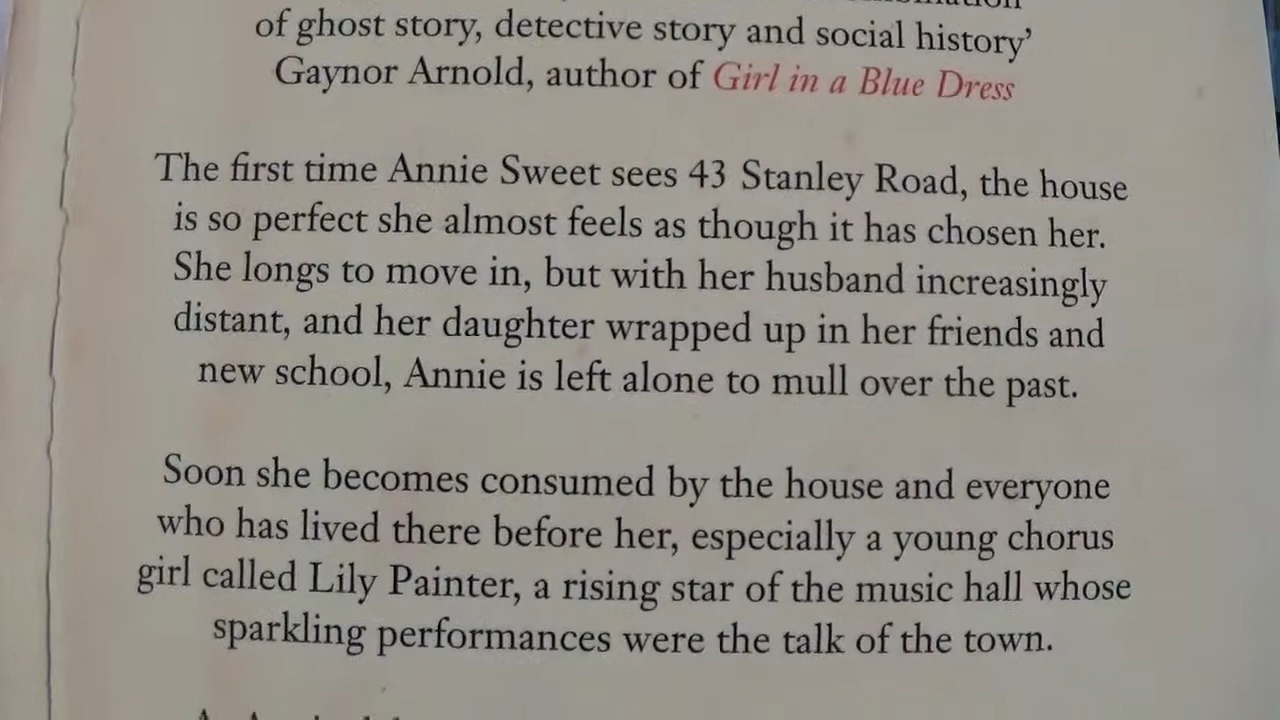 of ghost story, detective story and social history’
Gaynor Arnold, author of Girl in a Blue Dress
The first time Annie Sweet sees 43 Stanley Road, the house
is so perfect she almost feels as though it has chosen her.
She longs to move in, but with her husband increasingly
distant, and her daughter wrapped up in her friends and
new school, Annie is left alone to mull over the past.
Soon she becomes consumed by the house and everyone
who has lived there before her, especially a young chorus
girl called Lily Painter, a rising star of the music hall whose
sparkling performances were the talk of the town.